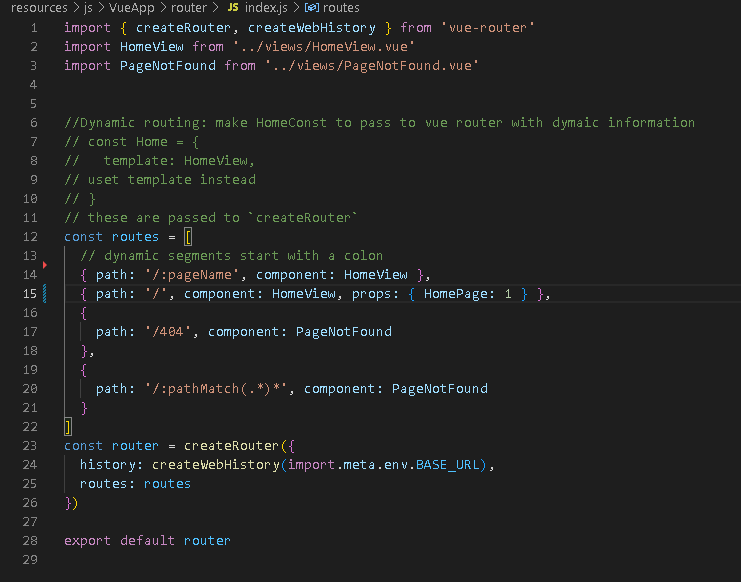 resources > js > VueApp > router > JS index.js > routes
1 import { createRouter, createWebHistory } from 'vue-router'
2 import HomeView from '../views/HomeView.vue'
3 import PageNotFound from '../views/PageNotFound.vue'
4
5
6 //Dynamic routing: make HomeConst to pass to vue router with dymaic information
7 // const Home = {
8 //   template: HomeView,
9 // uset template instead
10 // }
11 // these are passed to `createRouter`
12 const routes = [
13   // dynamic segments start with a colon
14   { path: '/:pageName', component: HomeView },
15   { path: '/', component: HomeView, props: { HomePage: 1 } },
16   {
17     path: '/404', component: PageNotFound
18   },
19   {
20     path: '/:pathMatch(.*)*', component: PageNotFound
21   }
22 ]
23 const router = createRouter({
24   history: createWebHistory(import.meta.env.BASE_URL),
25   routes: routes
26 })
27
28 export default router
29